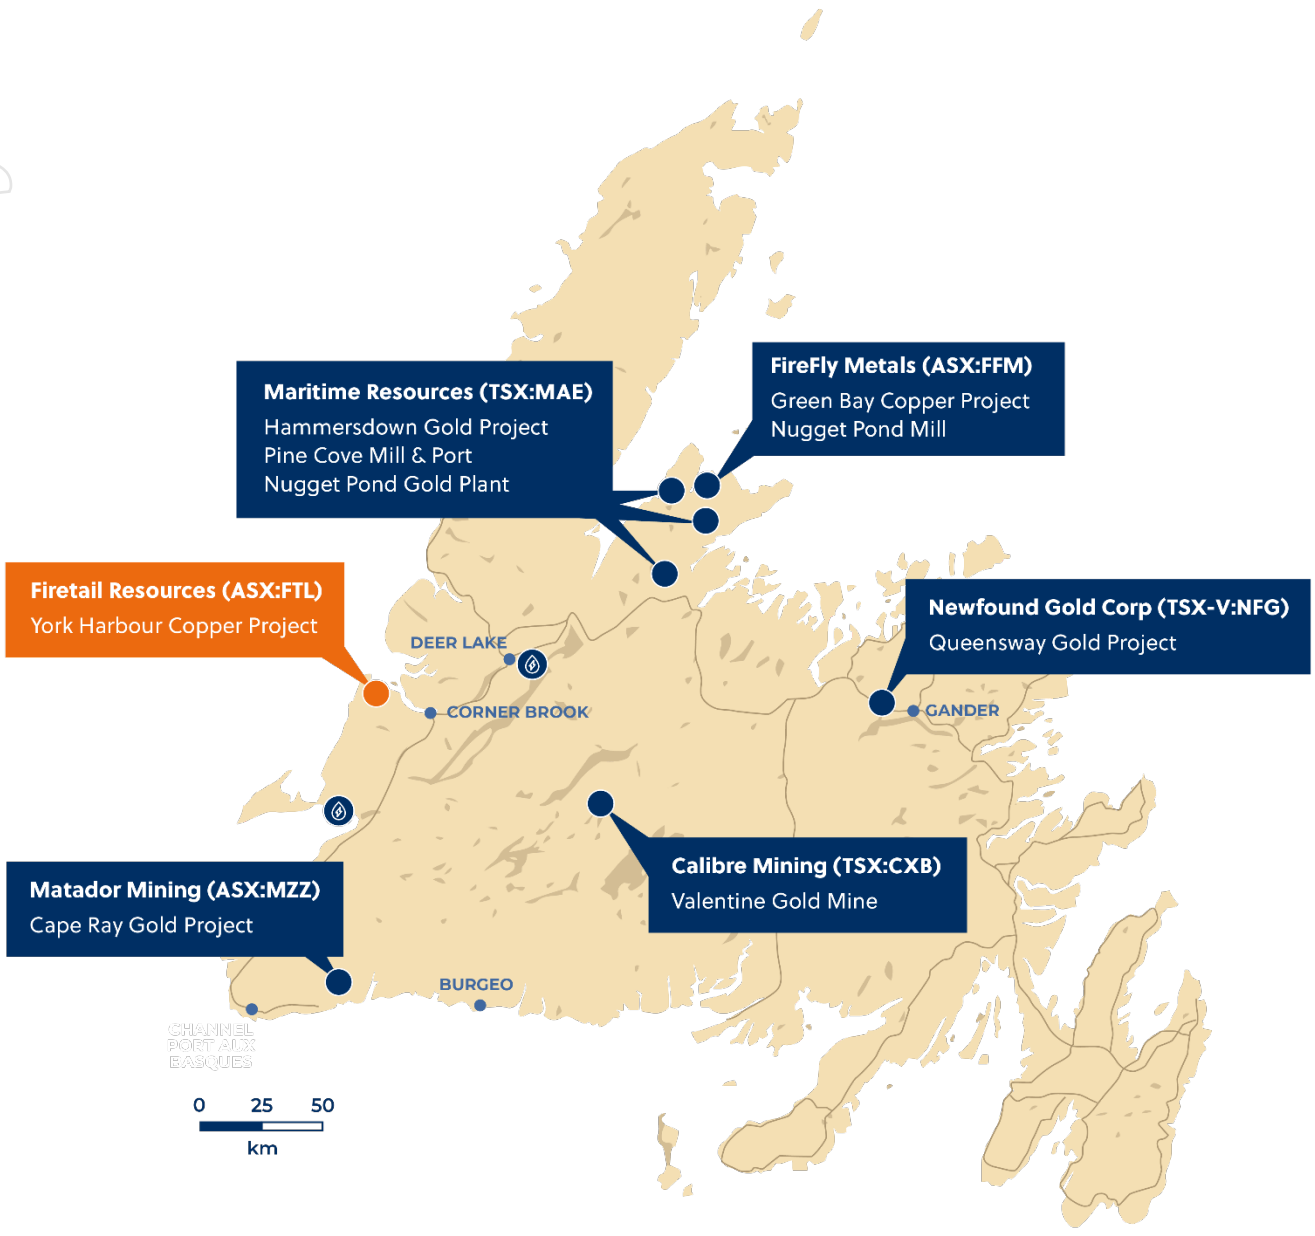 FireFly Metals (ASX:FFM)
Green Bay Copper Project
Nugget Pond Mill
Maritime Resources (TSX:MAE)
Hammersdown Gold Project
Pine Cove Mill & Port
Nugget Pond Gold Plant
Firetail Resources (ASX:FTL)
York Harbour Copper Project
Newfound Gold Corp (TSX-V:NFG)
Queensway Gold Project
DEER LAKE
CORNER BROOK
GANDER
Calibre Mining (TSX:CXB)
Valentine Gold Mine
Matador Mining (ASX:MZZ)
Cape Ray Gold Project
BURGEO
CHANNEL
PORT AUX
BASQUES
0 25 50
km